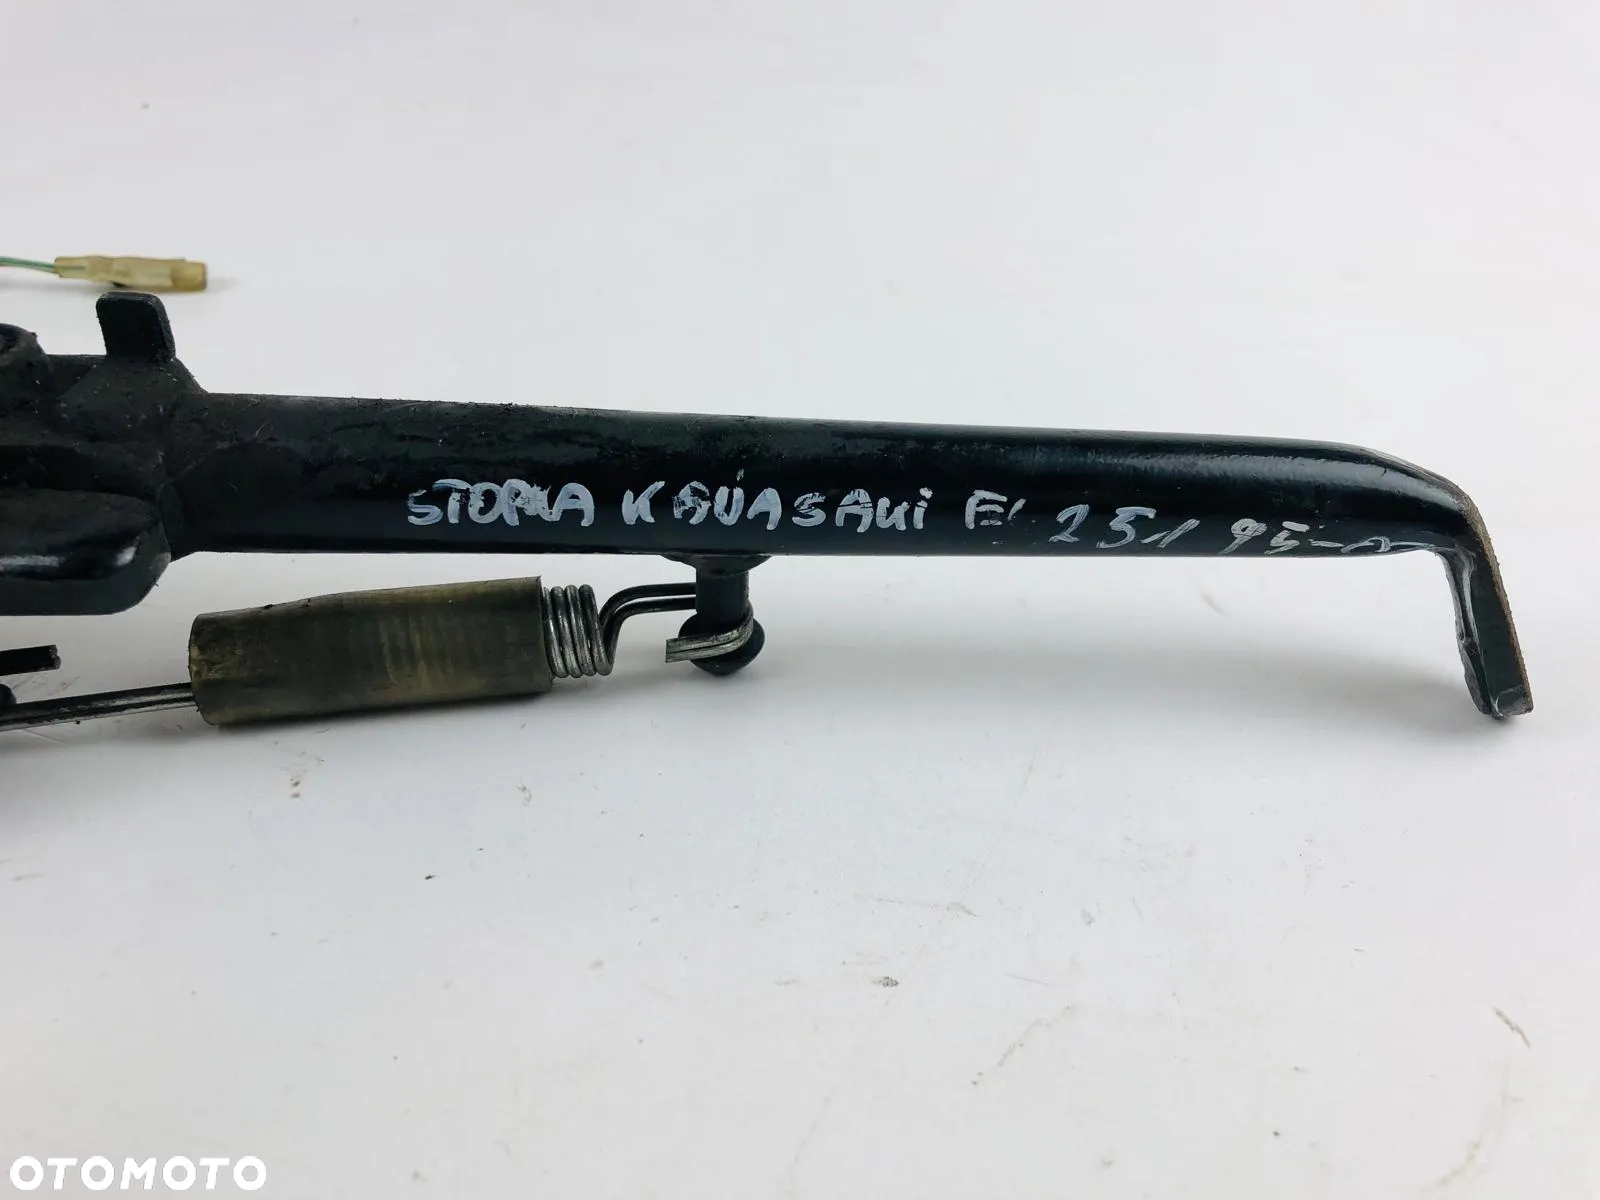 STOPKA KAWASAKI EL 251 95-
OTOMOTO